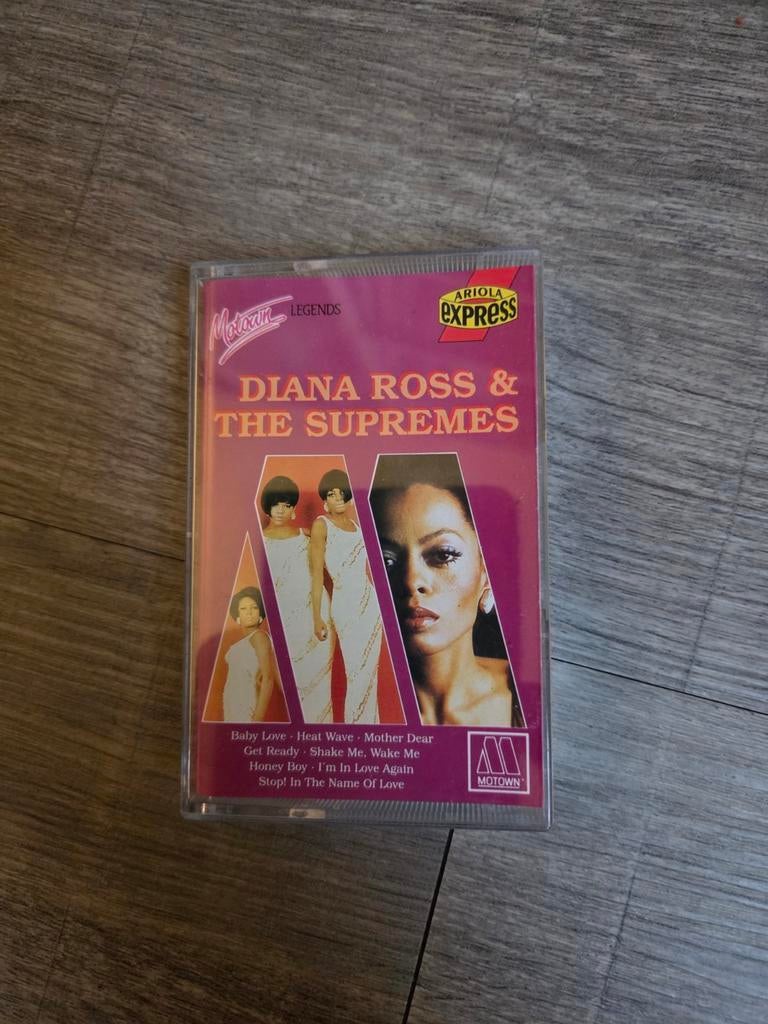 Motown LEGENDS
ARIOLA
EXPRESS
DIANA ROSS &
THE SUPREMES
Baby Love · Heat Wave · Mother Dear
Get Ready · Shake Me, Wake Me
Honey Boy · I'm In Love Again
Stop! In The Name Of Love
MOTOWN